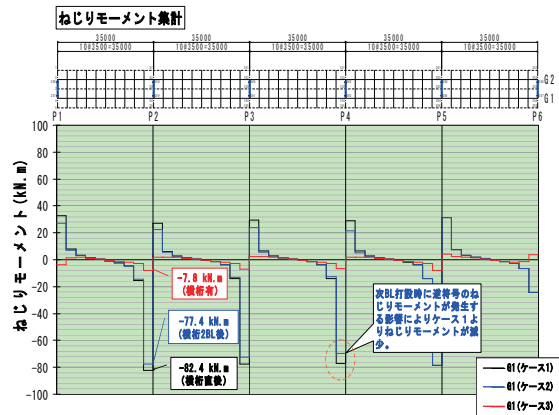 ねじりモーメント集計
35000 35000 35000 35000 35000
10@3500=35000 10@3500=35000 10@3500=35000 10@3500=35000 10@3500=35000
G2
G1
P1 P2 P3 P4 P5 P6
ねじりモーメント(kN.m)
100
80
60
40
20
0
-20
-40
-60
-80
-100
-7.8 kN.m
(横桁有)
-77.4 kN.m
(横桁2BL後)
-82.4 kN.m
(横桁直後)
次BL打設時に逆符号のね
じりモーメントが発生す
る影響によりケース1よ
りねじりモーメントが減
少。
G1(ケース1)
G1(ケース2)
G1(ケース3)